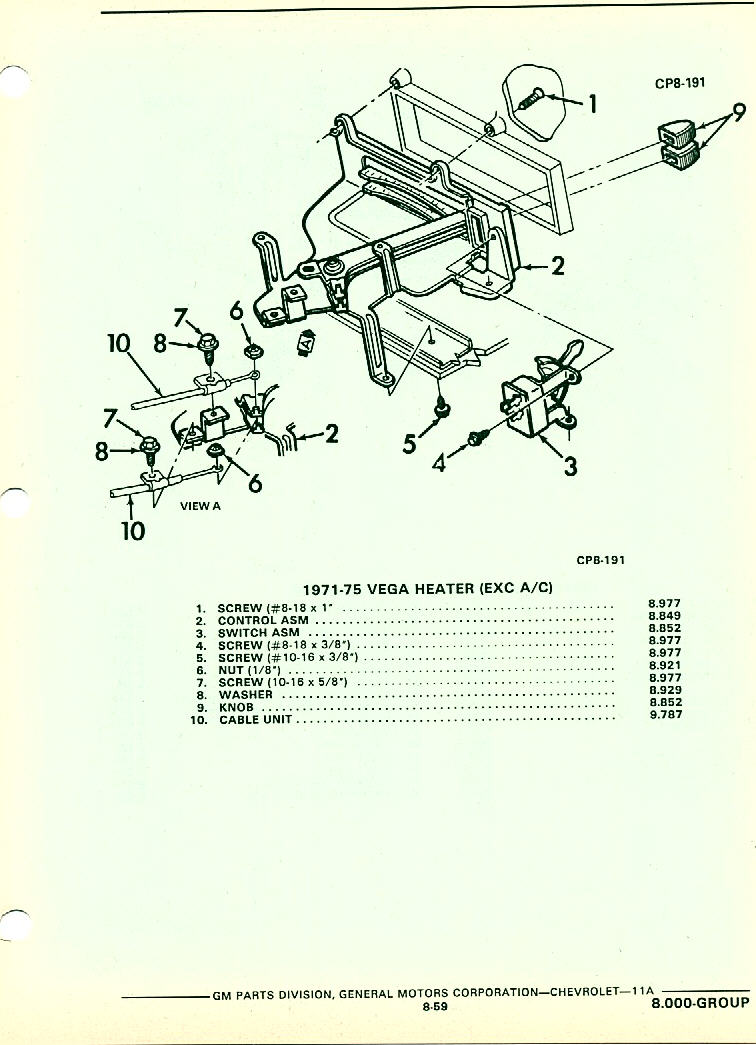 CP8-191
1
9
2
6
7
8
10
7
8
2
5
4
3
6
10
VIEW A
A
CP8-191
1971-75 VEGA HEATER (EXC A/C)
1. SCREW (#8-18 x 1" ........................................ 8.977
2. CONTROL ASM ........................................ 8.849
3. SWITCH ASM ........................................ 8.852
4. SCREW (#8-18 x 3/8") ........................................ 8.977
5. SCREW (#10-16 x 3/8") ........................................ 8.977
6. NUT (1/8") ........................................ 8.921
7. SCREW (10-16 x 5/8") ........................................ 8.977
8. WASHER ........................................ 8.929
9. KNOB ........................................ 8.852
10. CABLE UNIT ........................................ 9.787
GM PARTS DIVISION, GENERAL MOTORS CORPORATION—CHEVROLET—11A
8-59
8.000-GROUP